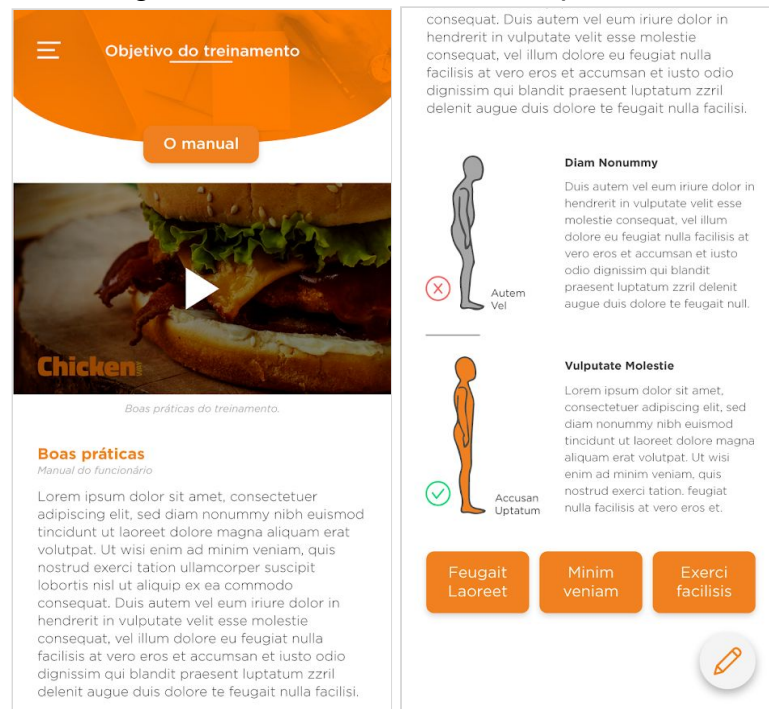 Objetivo do treinamento
O manual
Chicken
Boas práticas do treinamento.
Boas práticas
Manual do funcionário
Lorem ipsum dolor sit amet, consectetuer
adipiscing elit, sed diam nonummy nibh euismod
tincidunt ut laoreet dolore magna aliquam erat
volutpat. Ut wisi enim ad minim veniam, quis
nostrud exerci tation ullamcorper suscipit
lobortis nisl ut aliquip ex ea commodo
consequat. Duis autem vel eum iriure dolor in
hendrerit in vulputate velit esse molestie
consequat, vel illum dolore eu feugiat nulla
facilisis at vero eros et accumsan et iusto odio
dignissim qui blandit praesent luptatum zzril
delenit augue duis dolore te feugait nulla facilisi.
consequat. Duis autem vel eum iriure dolor in
hendrerit in vulputate velit esse molestie
consequat, vel illum dolore eu feugiat nulla
facilisis at vero eros et accumsan et iusto odio
dignissim qui blandit praesent luptatum zzril
delenit augue duis dolore te feugait nulla facilisi.
Diam Nonummy
Duis autem vel eum iriure dolor in
hendrerit in vulputate velit esse
molestie consequat, vel illum
dolore eu feugiat nulla facilisis at
vero eros et accumsan et iusto
odio dignissim qui blandit
praesent luptatum zzril delenit
augue duis dolore te feugait null.
Autem
Vel
Vulputate Molestie
Lorem ipsum dolor sit amet,
consectetuer adipiscing elit, sed
diam nonummy nibh euismod
tincidunt ut laoreet dolore magna
aliquam erat volutpat. Ut wisi
enim ad minim veniam, quis
nostrud exerci tation. feugiat
nulla facilisis at vero eros et.
Accusan
Uptatum
Feugait
Laoreet
Minim
veniam
Exerci
facilisis